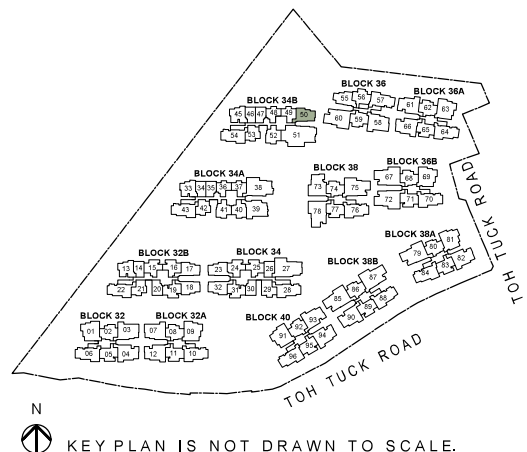 BLOCK 36
BLOCK 36A
BLOCK 34B
55 56 57
61 62 63
45 46 47 48 49 50
60 59 58
66 65 64
54 53 52 51
BLOCK 34A
BLOCK 38
BLOCK 36B
33 34 35 36 37 38
73 74 75
67 68 69
43 42 41 40 39
78 77 76
72 71 70
TOH TUCK ROAD
BLOCK 38A
79 80 81
84 83 82
BLOCK 32B
BLOCK 34
BLOCK 38B
13 14 15 16 17
23 24 25 26 27
85 86 87
22 21 20 19 18
32 31 30 29 28
90 89 88
BLOCK 32
BLOCK 32A
BLOCK 40
01 02 03
07 08 09
91 92 93
06 05 04
12 11 10
96 95 94
TOH TUCK ROAD
N
KEY PLAN IS NOT DRAWN TO SCALE.